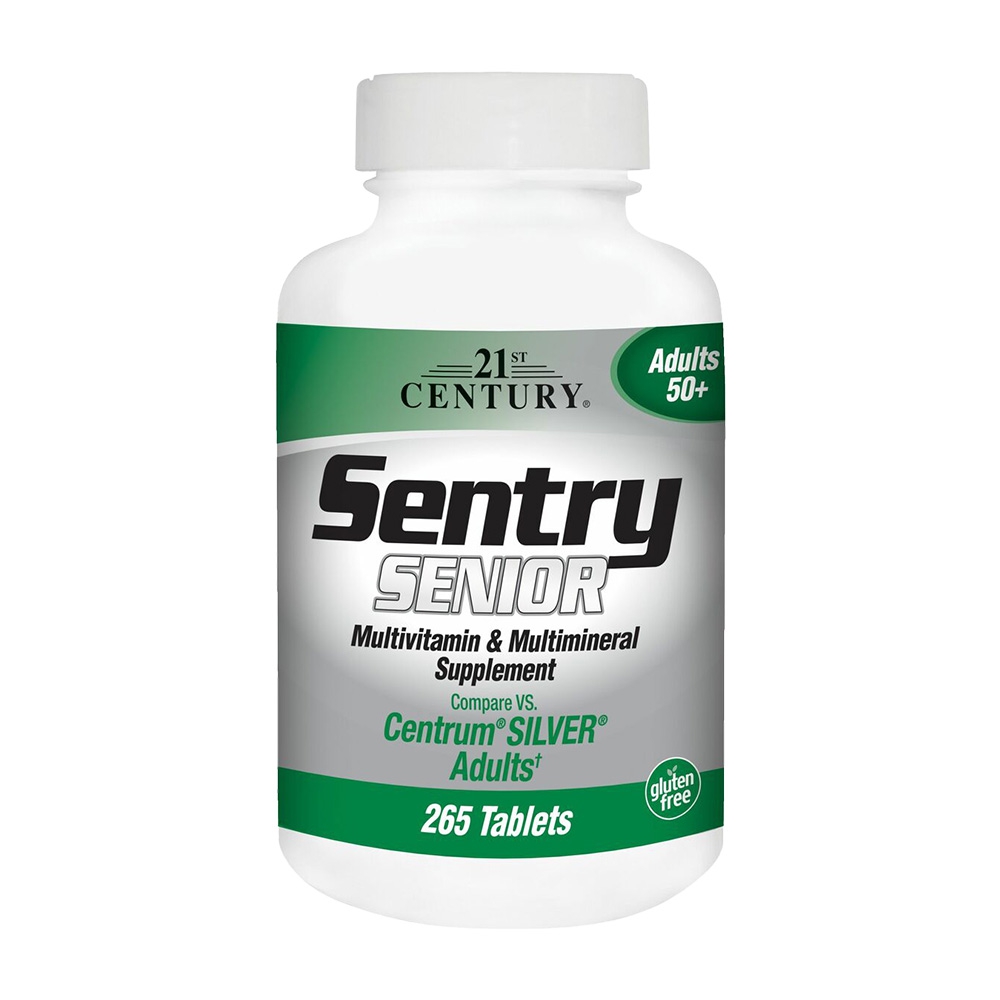 21ST
CENTURY®
Adults
50+
Sentry
SENIOR
Multivitamin & Multimineral
Supplement
Compare VS.
Centrum® SILVER®
Adults†
265 Tablets
gluten
free